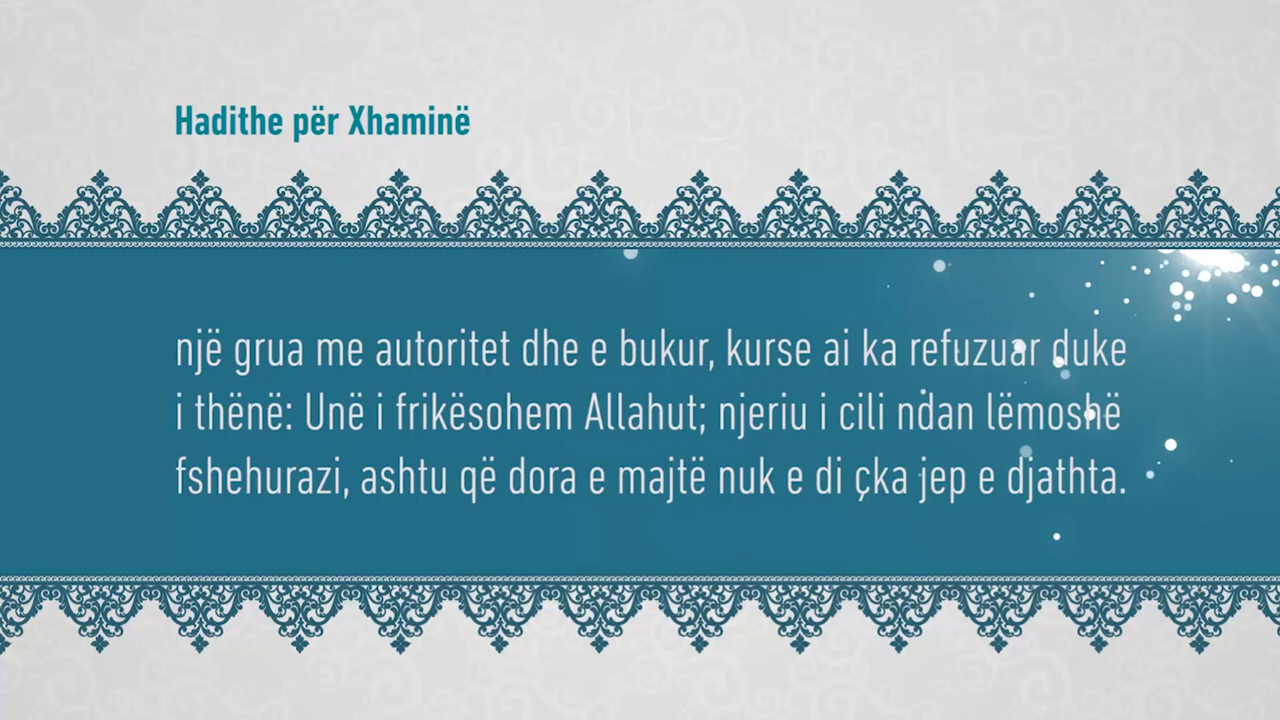 Hadithe për Xhaminë
një grua me autoritet dhe e bukur, kurse ai ka refuzuar duke
i thënë: Unë i frikësohem Allahut; njeriu i cili ndan lëmoshë
fshehurazi, ashtu që dora e majtë nuk e di çka jep e djathta.